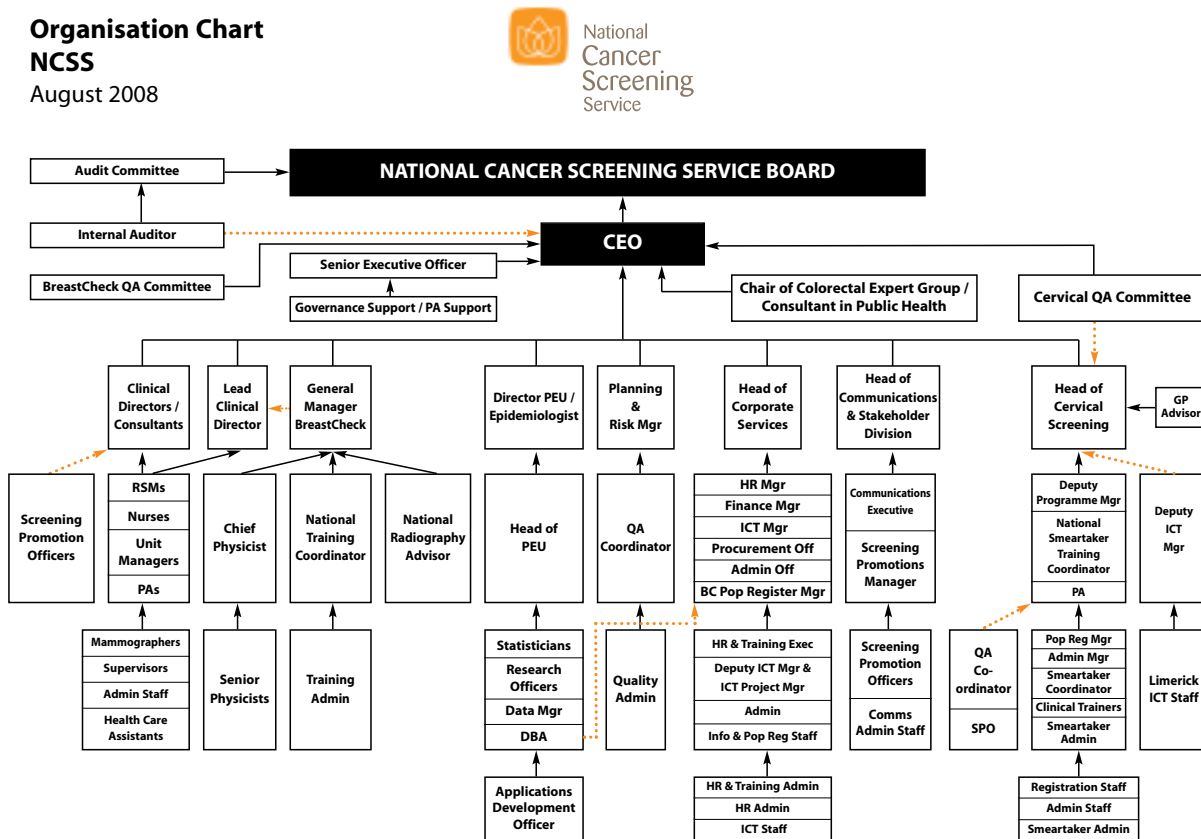 Organisation Chart
NCSS
August 2008
National
Cancer
Screening
Service
Audit Committee
NATIONAL CANCER SCREENING SERVICE BOARD
Internal Auditor
CEO
Senior Executive Officer
BreastCheck QA Committee
Governance Support / PA Support
Chair of Colorectal Expert Group /
Consultant in Public Health
Cervical QA Committee
Clinical
Directors /
Consultants
Lead
Clinical
Director
General
Manager
BreastCheck
Director PEU /
Epidemiologist
Planning
&
Risk Mgr
Head of
Corporate
Services
Head of
Communications
& Stakeholder
Division
Head of
Cervical
Screening
GP
Advisor
Screening
Promotion
Officers
RSMs
Nurses
Unit
Managers
PAs
Chief
Physicist
National
Training
Coordinator
National
Radiography
Advisor
Head of
PEU
QA
Coordinator
HR Mgr
Finance Mgr
ICT Mgr
Procurement Off
Admin Off
BC Pop Register Mgr
Communications
Executive
Screening
Promotions
Manager
Deputy
Programme Mgr
National
Smeartaker
Training
Coordinator
PA
Deputy
ICT
Mgr
Mammographers
Supervisors
Admin Staff
Health Care
Assistants
Senior
Physicists
Training
Admin
Statisticians
Research
Officers
Data Mgr
DBA
Quality
Admin
HR & Training Exec
Deputy ICT Mgr &
ICT Project Mgr
Admin
Info & Pop Reg Staff
Screening
Promotion
Officers
Comms
Admin Staff
QA
Co-
ordinator
SPO
Pop Reg Mgr
Admin Mgr
Smeartaker
Coordinator
Clinical Trainers
Smeartaker
Admin
Limerick
ICT Staff
Applications
Development
Officer
HR & Training Admin
HR Admin
ICT Staff
Registration Staff
Admin Staff
Smeartaker Admin